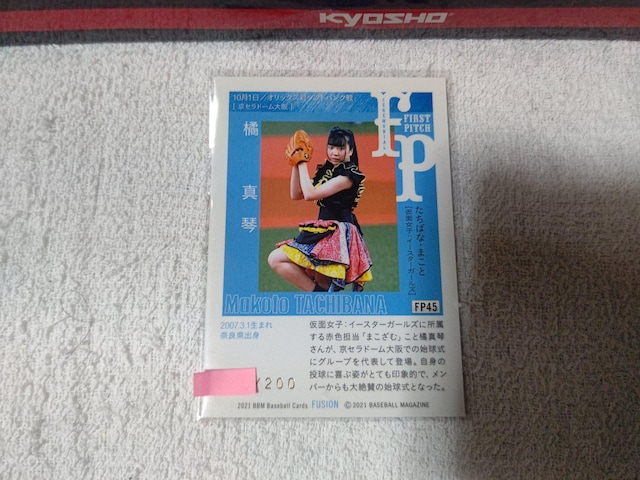 KYOSHO
10月1日／オリックス対ソフトバンク戦
［京セラドーム大阪］
CEREMONIAL
FIRST
PITCH
fp
橘真琴
たちばな・まこと
［仮面女子：イースターガールズ］
Makoto TACHIBANA
FP45
2007.3.1生まれ
奈良県出身
仮面女子：イースターガールズに所属
する赤色担当「まこざむ」こと橘真琴
さんが、京セラドーム大阪での始球式
にグループを代表して登場。自身の
投球に喜ぶ姿がとても印象的で、メン
バーからも大絶賛の始球式となった。
/200
2021 BBM Baseball Cards FUSION ©2021 BASEBALL MAGAZINE